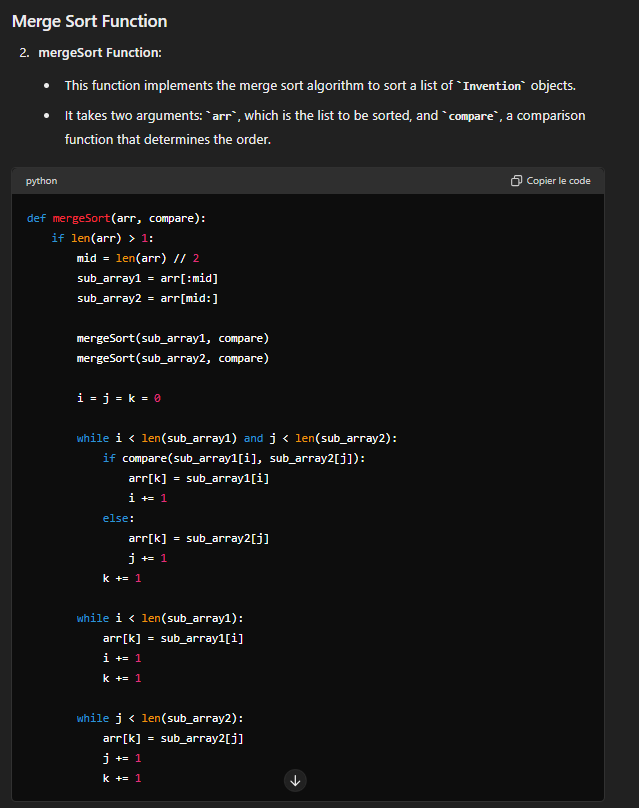 Merge Sort Function
2. mergeSort Function:
• This function implements the merge sort algorithm to sort a list of `Invention` objects.
• It takes two arguments: `arr`, which is the list to be sorted, and `compare`, a comparison
function that determines the order.
python Copier le code
def mergeSort(arr, compare):
    if len(arr) > 1:
        mid = len(arr) // 2
        sub_array1 = arr[:mid]
        sub_array2 = arr[mid:]

        mergeSort(sub_array1, compare)
        mergeSort(sub_array2, compare)

        i = j = k = 0

        while i < len(sub_array1) and j < len(sub_array2):
            if compare(sub_array1[i], sub_array2[j]):
                arr[k] = sub_array1[i]
                i += 1
            else:
                arr[k] = sub_array2[j]
                j += 1
            k += 1

        while i < len(sub_array1):
            arr[k] = sub_array1[i]
            i += 1
            k += 1

        while j < len(sub_array2):
            arr[k] = sub_array2[j]
            j += 1
            k += 1